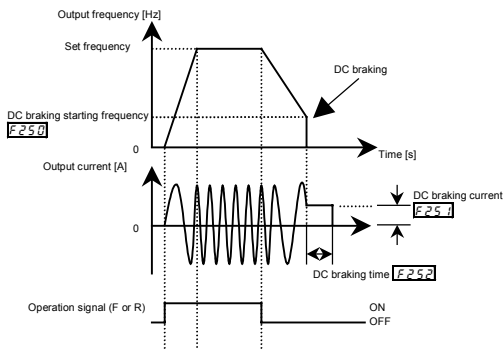 Output frequency [Hz]
Set frequency
DC braking
DC braking starting frequency
F250
0
Time [s]
Output current [A]
DC braking current
F251
0
DC braking time F252
Operation signal (F or R)
ON
OFF